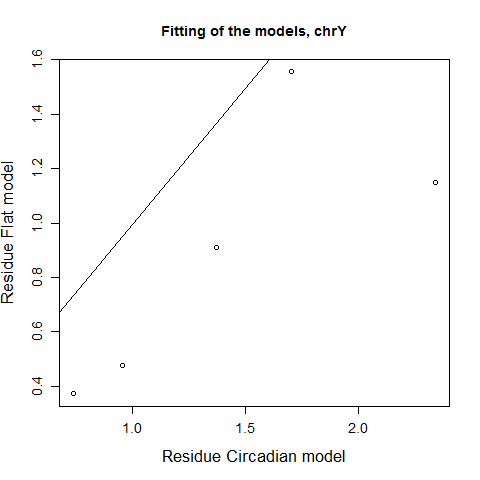 Fitting of the models, chrY
Residue Flat model
1.6
1.4
1.2
1.0
0.8
0.6
0.4
1.0 1.5 2.0
Residue Circadian model